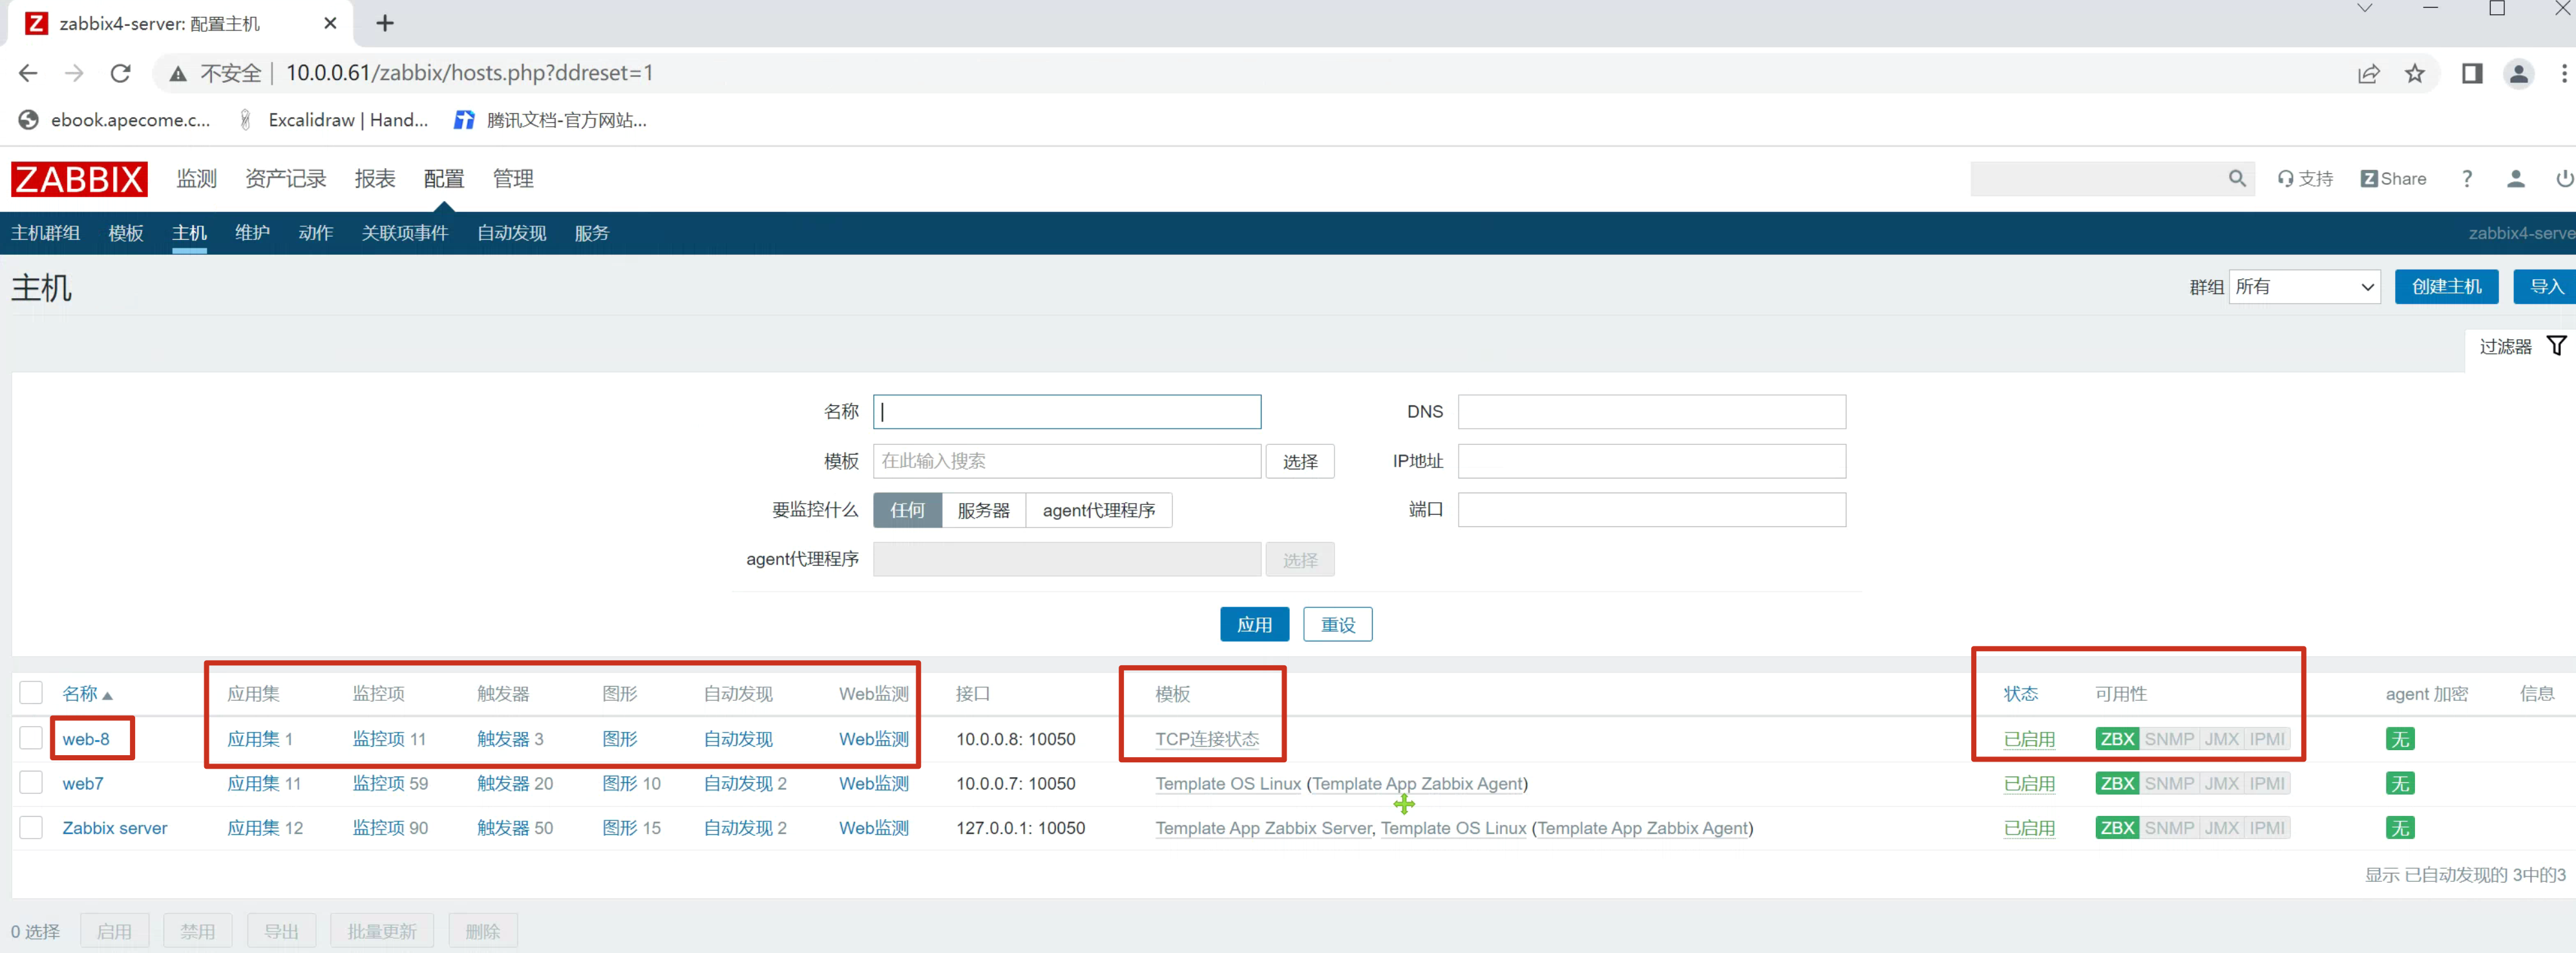 zabbix4-server: 配置主机
不安全 | 10.0.0.61/zabbix/hosts.php?ddreset=1
ebook.apecome.c... Excalidraw | Hand... 腾讯文档-官方网站...
ZABBIX 监测 资产记录 报表 配置 管理 支持 Z Share ?
主机群组 模板 主机 维护 动作 关联项事件 自动发现 服务 zabbix4-serve
主机 群组 所有 创建主机 导入
过滤器
名称 DNS
模板 在此输入搜索 选择 IP地址
要监控什么 任何 服务器 agent代理程序 端口
agent代理程序 选择
应用 重设
名称 应用集 监控项 触发器 图形 自动发现 Web监测 接口 模板 状态 可用性 agent 加密 信息
web-8 应用集 1 监控项 11 触发器 3 图形 自动发现 Web监测 10.0.0.8: 10050 TCP连接状态 已启用 ZBX SNMP JMX IPMI 无
web7 应用集 11 监控项 59 触发器 20 图形 10 自动发现 2 Web监测 10.0.0.7: 10050 Template OS Linux (Template App Zabbix Agent) 已启用 ZBX SNMP JMX IPMI 无
Zabbix server 应用集 12 监控项 90 触发器 50 图形 15 自动发现 2 Web监测 127.0.0.1: 10050 Template App Zabbix Server, Template OS Linux (Template App Zabbix Agent) 已启用 ZBX SNMP JMX IPMI 无
显示 已自动发现的 3中的3
0 选择 启用 禁用 导出 批量更新 删除